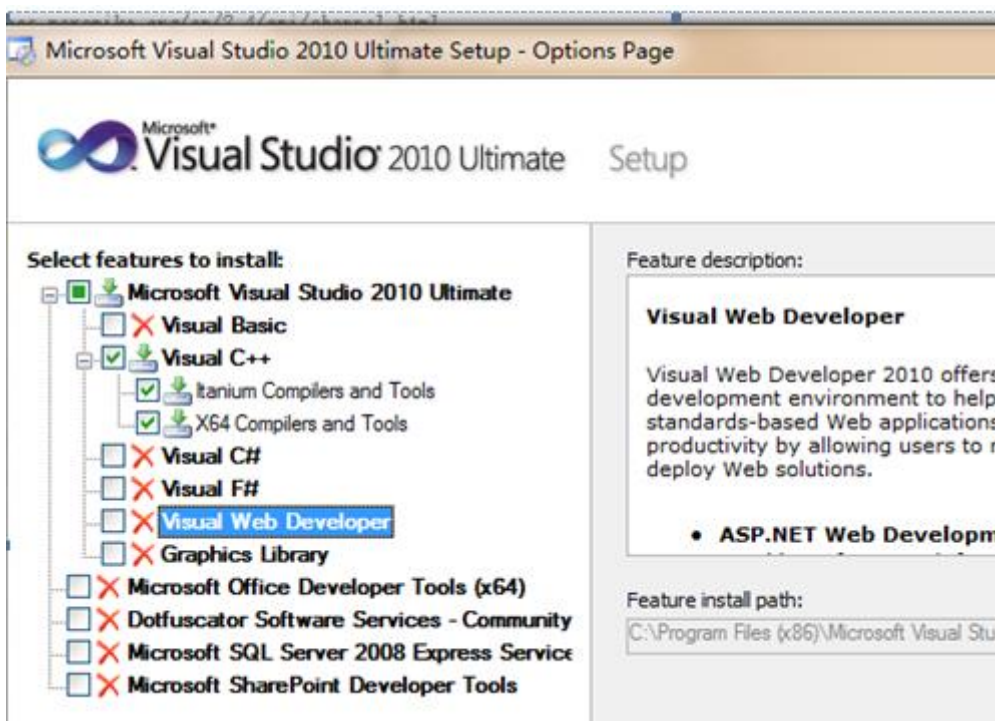 Microsoft Visual Studio 2010 Ultimate Setup - Options Page
Microsoft®
Visual Studio® 2010 Ultimate Setup
Select features to install:
Microsoft Visual Studio 2010 Ultimate
Visual Basic
Visual C++
Itanium Compilers and Tools
X64 Compilers and Tools
Visual C#
Visual F#
Visual Web Developer
Graphics Library
Microsoft Office Developer Tools (x64)
Dotfuscator Software Services - Community
Microsoft SQL Server 2008 Express Service
Microsoft SharePoint Developer Tools
Feature description:
Visual Web Developer
Visual Web Developer 2010 offers
development environment to help
standards-based Web applications
productivity by allowing users to
deploy Web solutions.
• ASP.NET Web Developm
Feature install path:
C:\Program Files (x86)\Microsoft Visual Stu